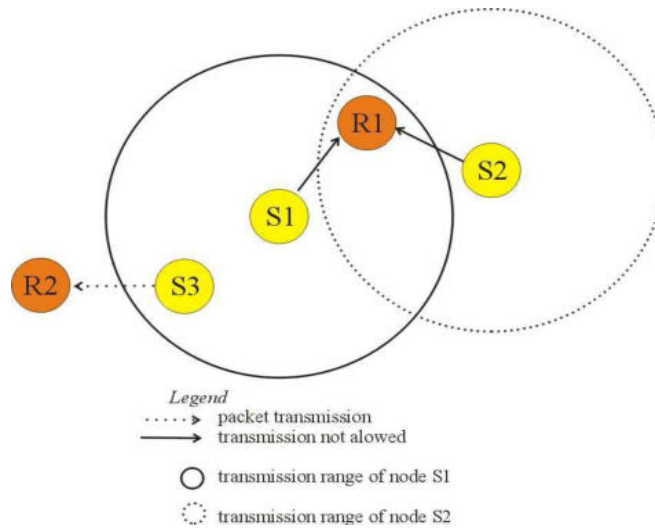 R1
S2
S1
R2
S3
Legend
packet transmission
transmission not alowed
transmission range of node S1
transmission range of node S2